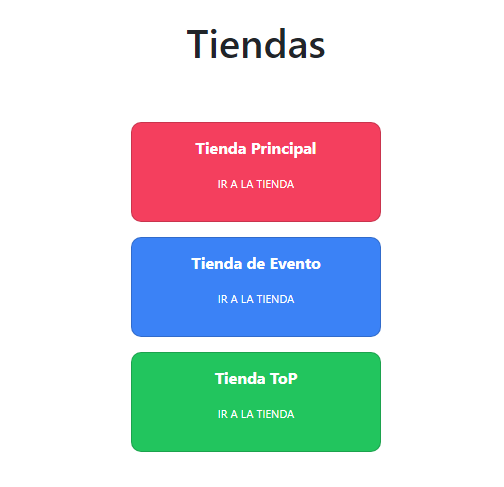 Tiendas
Tienda Principal
IR A LA TIENDA
Tienda de Evento
IR A LA TIENDA
Tienda ToP
IR A LA TIENDA